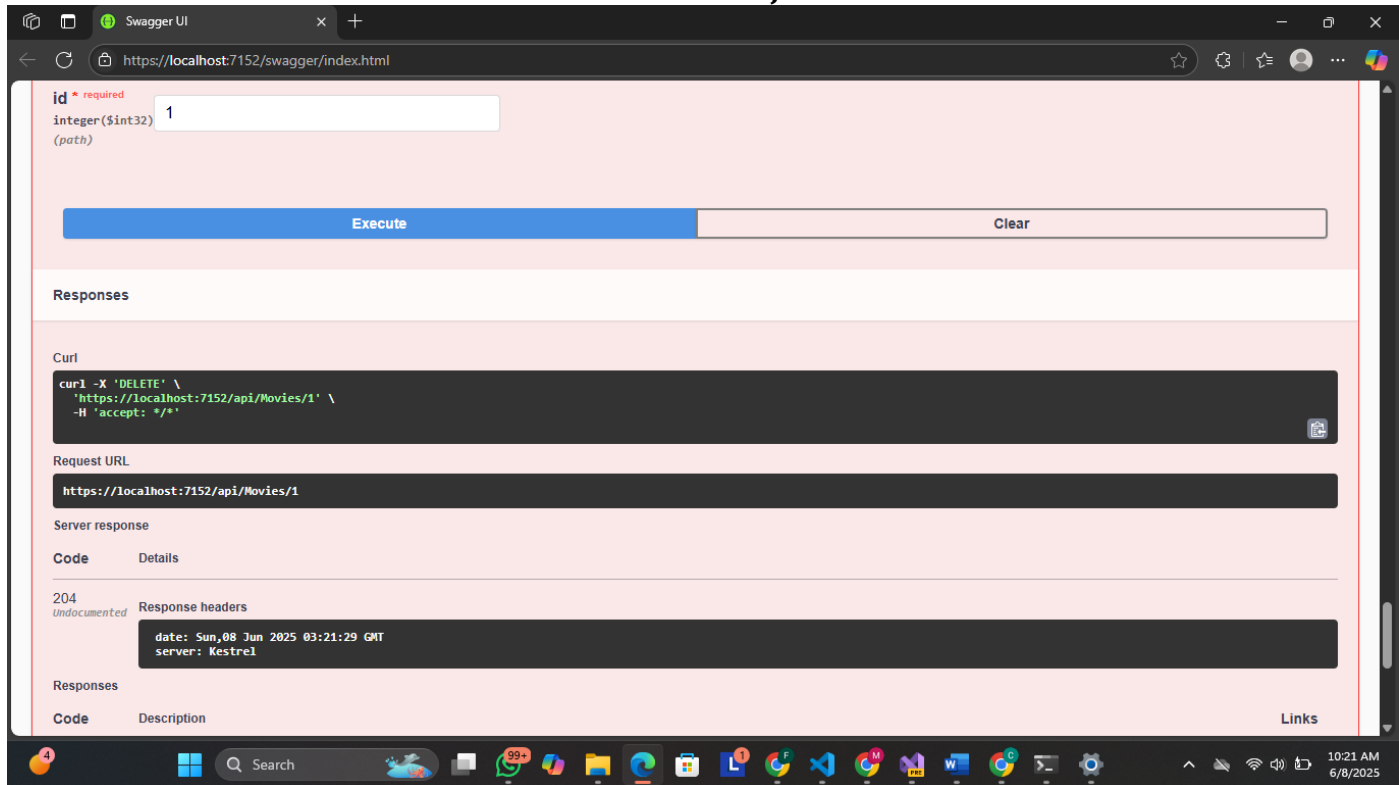 Swagger UI
https://localhost:7152/swagger/index.html
id * required
integer($int32)
1
(path)
Execute
Clear
Responses
Curl
curl -X 'DELETE' \
'https://localhost:7152/api/Movies/1' \
-H 'accept: */*'
Request URL
https://localhost:7152/api/Movies/1
Server response
Code Details
204
Undocumented
Response headers
date: Sun,08 Jun 2025 03:21:29 GMT
server: Kestrel
Responses
Code Description Links
4
Search
99+
L
1
F
M
PRE
W
C
10:21 AM
6/8/2025